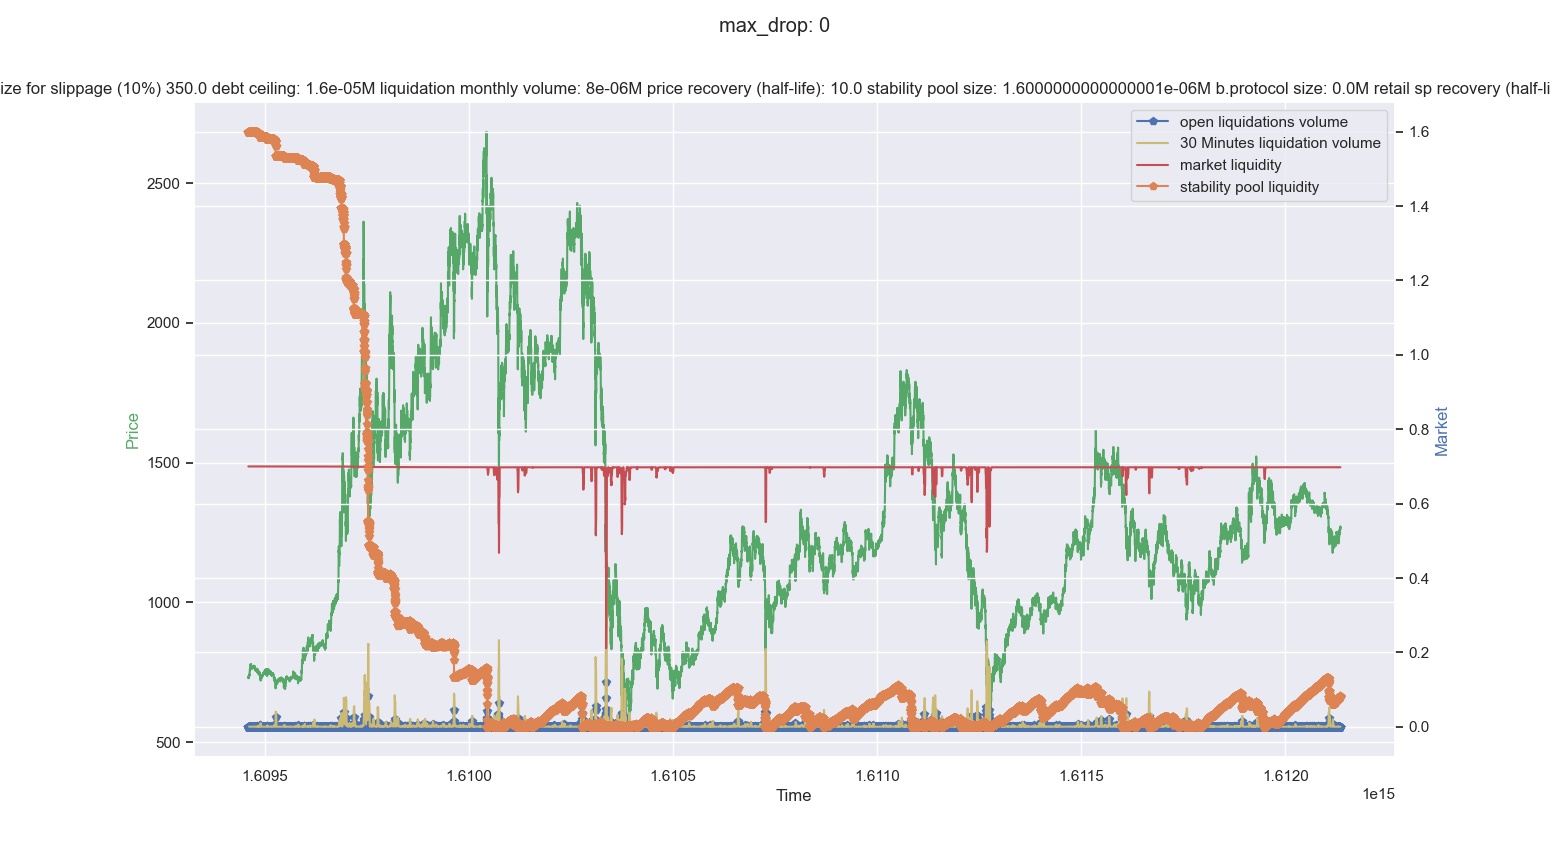 max_drop: 0
ize for slippage (10%) 350.0 debt ceiling: 1.6e-05M liquidation monthly volume: 8e-06M price recovery (half-life): 10.0 stability pool size: 1.6000000000000001e-06M b.protocol size: 0.0M retail sp recovery (half-li
open liquidations volume
30 Minutes liquidation volume
market liquidity
stability pool liquidity
2500
2000
1500
1000
500
Price
1.6
1.4
1.2
1.0
0.8
0.6
0.4
0.2
0.0
Market
1.6095
1.6100
1.6105
1.6110
1.6115
1.6120
Time
1e15